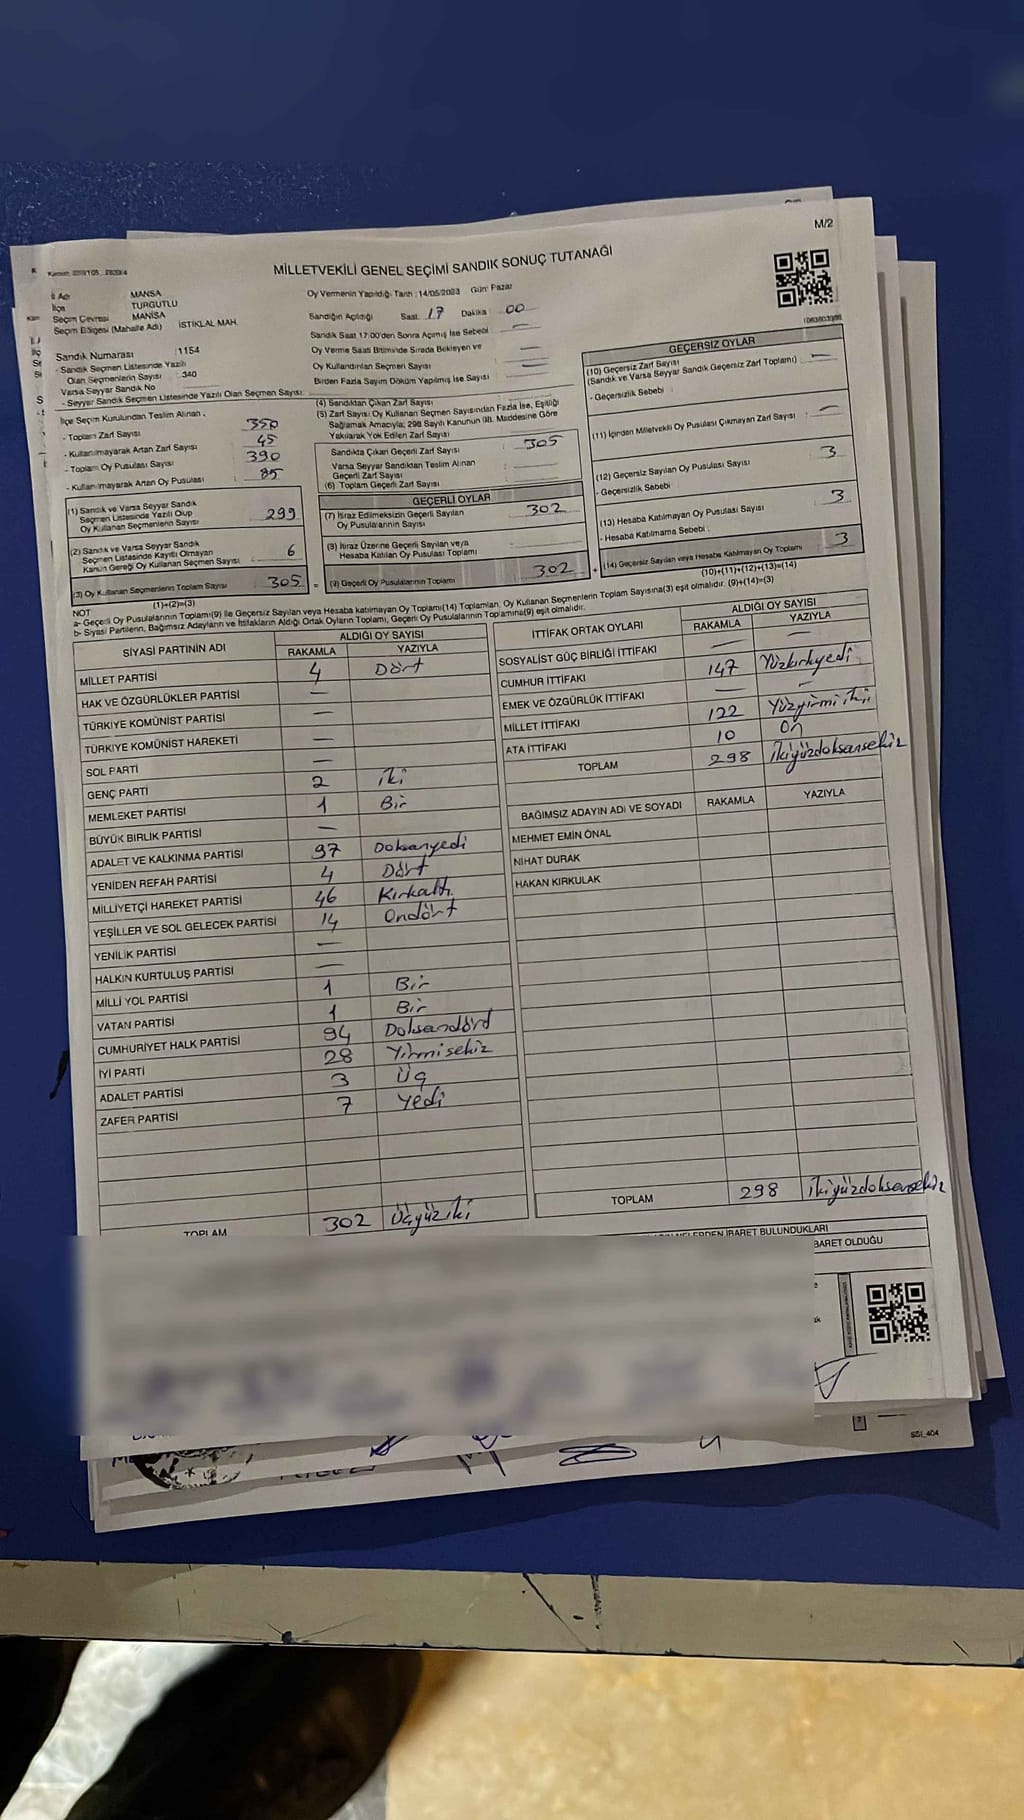 M/2
MİLLETVEKİLİ GENEL SEÇİMİ SANDIK SONUÇ TUTANAĞI
İl Adı MANİSA
İlçe TURGUTLU
Seçim Çevresi MANİSA
Seçim Bölgesi (Mahalle Adı) İSTİKLAL MAH.
Sandık Numarası 1154
- Sandık Seçmen Listesinde Yazılı
Olan Seçmenlerin Sayısı : 340
Varsa Seyyar Sandık No
- Seyyar Seçmen Listesinde Yazılı Olan Seçmen Sayısı:
Oy Vermenin Yapıldığı Tarih : 14/05/2023 Gün: Pazar
Sandığın Açıldığı Saat: 17 Dakika : 00
Sandık Saat 17:00'den Sonra Açılmış İse Sebebi —
Oy Verme Saati Bitiminde Sırada Bekleyen ve
Oy Kullandırılan Seçmen Sayısı : —
Birden Fazla Sayım Döküm Yapılmış İse Sayısı —
İlçe Seçim Kurulundan Teslim Alınan :
- Toplam Zarf Sayısı : 350
- Kullanılmayarak Artan Zarf Sayısı 45
- Toplam Oy Pusulası Sayısı 390
- Kullanılmayarak Artan Oy Pusulası : 85
(1) Sandık ve Varsa Seyyar Sandık
Seçmen Listesinde Yazılı Olup
Oy Kullanan Seçmenlerin Sayısı 299
(2) Sandık ve Varsa Seyyar Sandık
Seçmen Listesinde Kayıtlı Olmayan
Kanun Gereği Oy Kullanan Seçmen Sayısı 6
(3) Oy Kullanan Seçmenlerin Toplam Sayısı 305
(1)+(2)=(3)
(4) Sandıktan Çıkan Zarf Sayısı
(5) Zarf Sayısı Oy Kullanan Seçmen Sayısından Fazla İse, Eşitliği
Sağlamak Amacıyla; 298 Sayılı Kanunun 98. Maddesine Göre
Yakılarak Yok Edilen Zarf Sayısı
Sandıkta Çıkan Geçerli Zarf Sayısı : 305
Varsa Seyyar Sandıktan Teslim Alınan
Geçerli Zarf Sayısı
(6) Toplam Geçerli Zarf Sayısı
GEÇERLİ OYLAR
(7) İtiraz Edilmeksizin Geçerli Sayılan
Oy Pusulalarının Sayısı 302
(8) İtiraz Üzerine Geçerli Sayılan veya
Hesaba Katılan Oy Pusulası Toplamı
(9) Geçerli Oy Pusulalarının Toplamı 302
GEÇERSİZ OYLAR
(10) Geçersiz Zarf Sayısı
(Sandık ve Varsa Seyyar Sandık Geçersiz Zarf Toplamı) —
- Geçersizlik Sebebi :
(11) İçinden Milletvekili Oy Pusulası Çıkmayan Zarf Sayısı —
(12) Geçersiz Sayılan Oy Pusulası Sayısı 3
- Geçersizlik Sebebi
(13) Hesaba Katılmayan Oy Pusulası Sayısı 3
- Hesaba Katılmama Sebebi :
(14) Geçersiz Sayılan veya Hesaba Katılmayan Oy Toplamı 3
(10)+(11)+(12)+(13)=(14)
NOT:
a- Geçerli Oy Pusulalarının Toplamı(9) ile Geçersiz Sayılan veya Hesaba katılmayan Oy Toplamı(14) Toplamları, Oy Kullanan Seçmenlerin Toplam Sayısına(3) eşit olmalıdır. (9)+(14)=(3)
b- Siyasi Partilerin, Bağımsız Adayların ve İttifakların Aldığı Ortak Oyların Toplamı, Geçerli Oy Pusulalarının Toplamına(9) eşit olmalıdır.
SİYASİ PARTİNİN ADI ALDIĞI OY SAYISI
RAKAMLA YAZIYLA
MİLLET PARTİSİ 4 Dört
HAK VE ÖZGÜRLÜKLER PARTİSİ —
TÜRKİYE KOMÜNİST PARTİSİ —
TÜRKİYE KOMÜNİST HAREKETİ —
SOL PARTİ —
GENÇ PARTİ 2 iki
MEMLEKET PARTİSİ 1 Bir
BÜYÜK BİRLİK PARTİSİ —
ADALET VE KALKINMA PARTİSİ 97 Doksanyedi
YENİDEN REFAH PARTİSİ 4 Dört
MİLLİYETÇİ HAREKET PARTİSİ 46 Kırkaltı
YEŞİLLER VE SOL GELECEK PARTİSİ 14 Ondört
YENİLİK PARTİSİ —
HALKIN KURTULUŞ PARTİSİ —
MİLLİ YOL PARTİSİ 1 Bir
VATAN PARTİSİ 1 Bir
CUMHURİYET HALK PARTİSİ 94 Doksandörd
İYİ PARTİ 28 Yirmisekiz
ADALET PARTİSİ 3 Üç
ZAFER PARTİSİ 7 Yedi
TOPLAM 302 Üçyüziki
İTTİFAK ORTAK OYLARI ALDIĞI OY SAYISI
RAKAMLA YAZIYLA
SOSYALİST GÜÇ BİRLİĞİ İTTİFAKI — —
CUMHUR İTTİFAKI 147 Yüzkırkyedi
EMEK VE ÖZGÜRLÜK İTTİFAKI — —
MİLLET İTTİFAKI 122 Yüzyirmi iki
ATA İTTİFAKI 10 On
TOPLAM 298 İkiyüzdoksansekiz
BAĞIMSIZ ADAYIN ADI VE SOYADI RAKAMLA YAZIYLA
MEHMET EMİN ÖNAL
NİHAT DURAK
HAKAN KIRKULAK
TOPLAM 298 ikiyüzdoksansekiz
İBARET BULUNDUKLARI
BARET OLDUĞU
SSİ_404